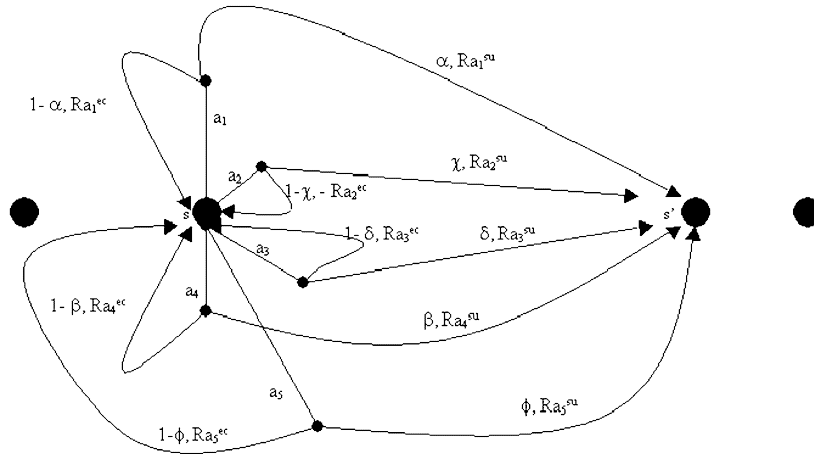 α, Ra₁ˢᵘ
1- α, Ra₁ᵉᶜ
a₁
χ, Ra₂ˢᵘ
a₂
1-χ, - Ra₂ᵉᶜ
s
s'
1- δ, Ra₃ᵉᶜ
δ, Ra₃ˢᵘ
a₃
a₄
1- β, Ra₄ᵉᶜ
β, Ra₄ˢᵘ
a₅
ϕ, Ra₅ˢᵘ
1-ϕ, Ra₅ᵉᶜ